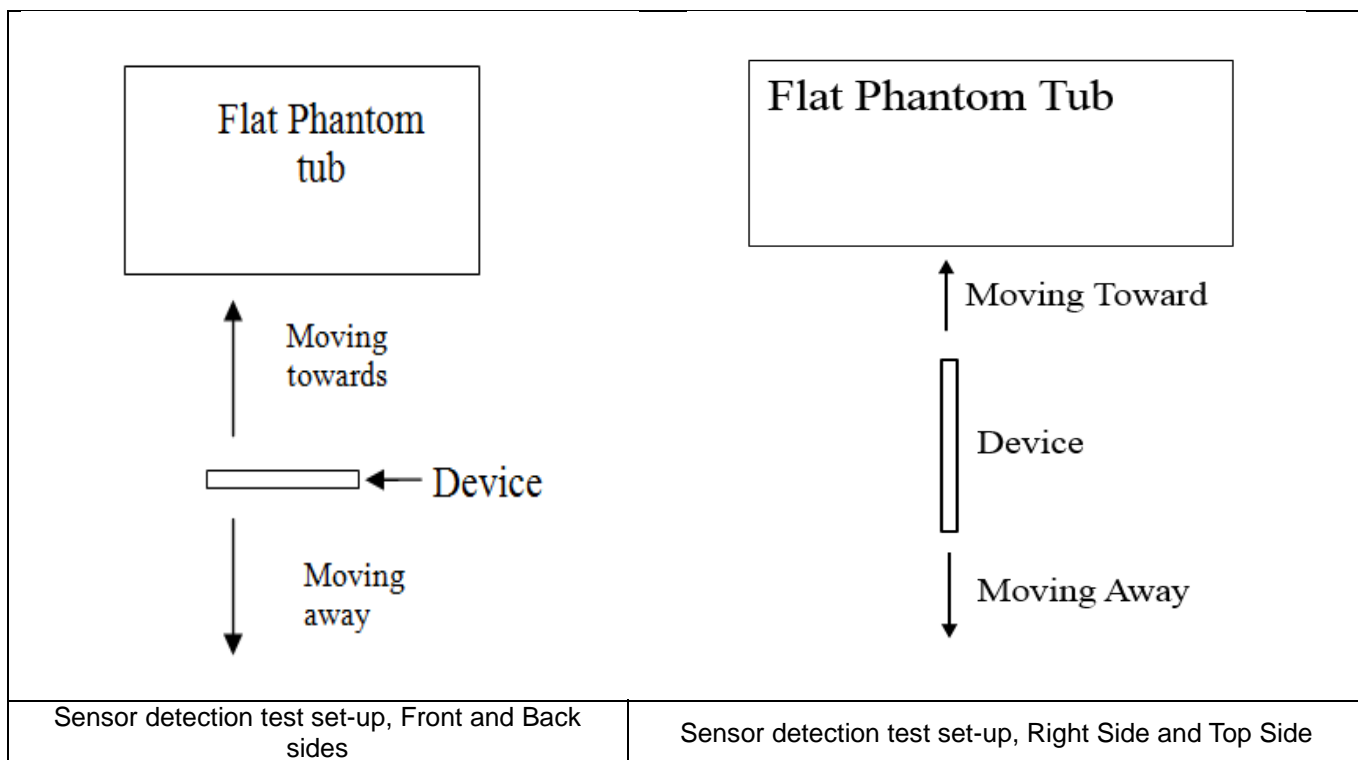 Flat Phantom
tub
Moving
towards
Device
Moving
away
Sensor detection test set-up, Front and Back
sides
Flat Phantom Tub
Moving Toward
Device
Moving Away
Sensor detection test set-up, Right Side and Top Side